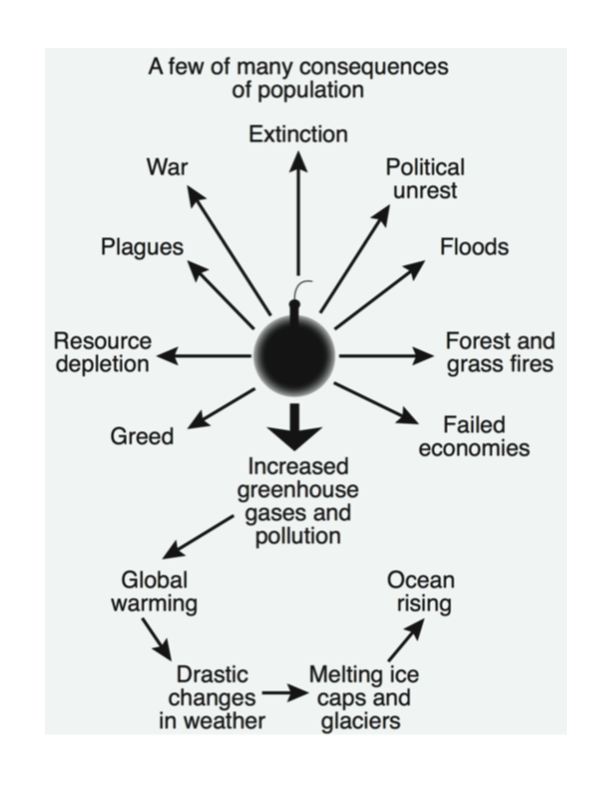 A few of many consequences
of population
Extinction
War
Political
unrest
Plagues
Floods
Resource
depletion
Forest and
grass fires
Greed
Failed
economies
Increased
greenhouse
gases and
pollution
Global
warming
Ocean
rising
Drastic
changes
in weather
Melting ice
caps and
glaciers